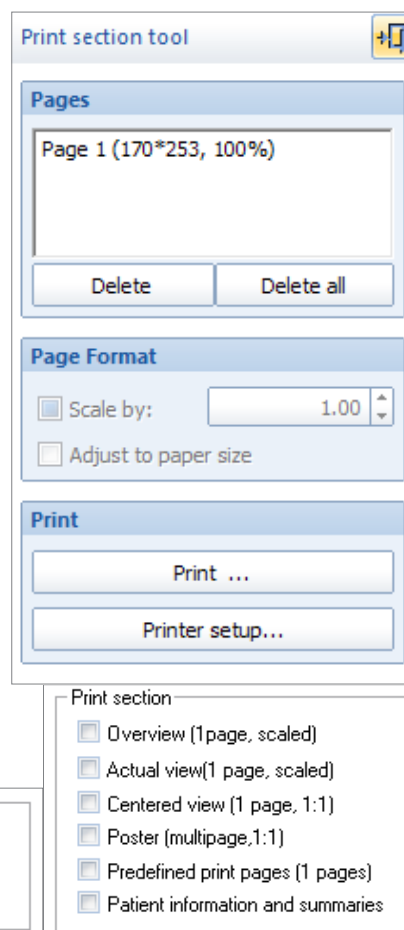 Print section tool
Pages
Page 1 (170*253, 100%)
Delete Delete all
Page Format
Scale by: 1.00
Adjust to paper size
Print
Print ...
Printer setup...
Print section
Overview (1page, scaled)
Actual view(1 page, scaled)
Centered view (1 page, 1:1)
Poster (multipage,1:1)
Predefined print pages (1 pages)
Patient information and summaries